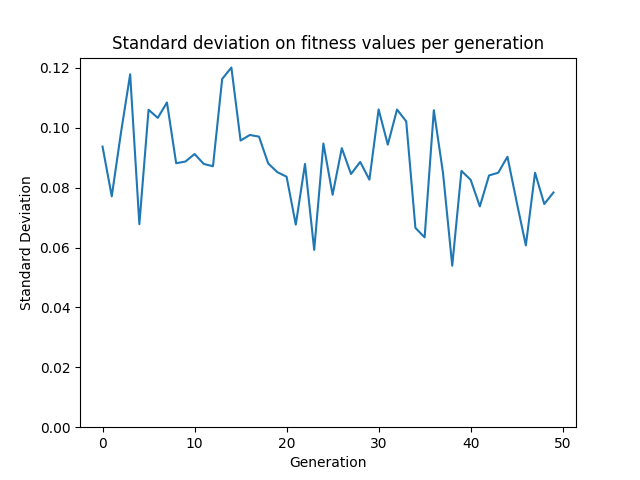 Standard deviation on fitness values per generation
0.12
0.10
0.08
0.06
0.04
0.02
0.00
Standard Deviation
0 10 20 30 40 50
Generation